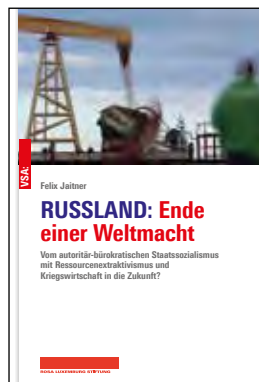 VSA:
Felix Jaitner
RUSSLAND: Ende
einer Weltmacht
Vom autoritär-bürokratischen Staatssozialismus
mit Ressourcenextraktivismus und
Kriegswirtschaft in die Zukunft?
ROSA LUXEMBURG STIFTUNG